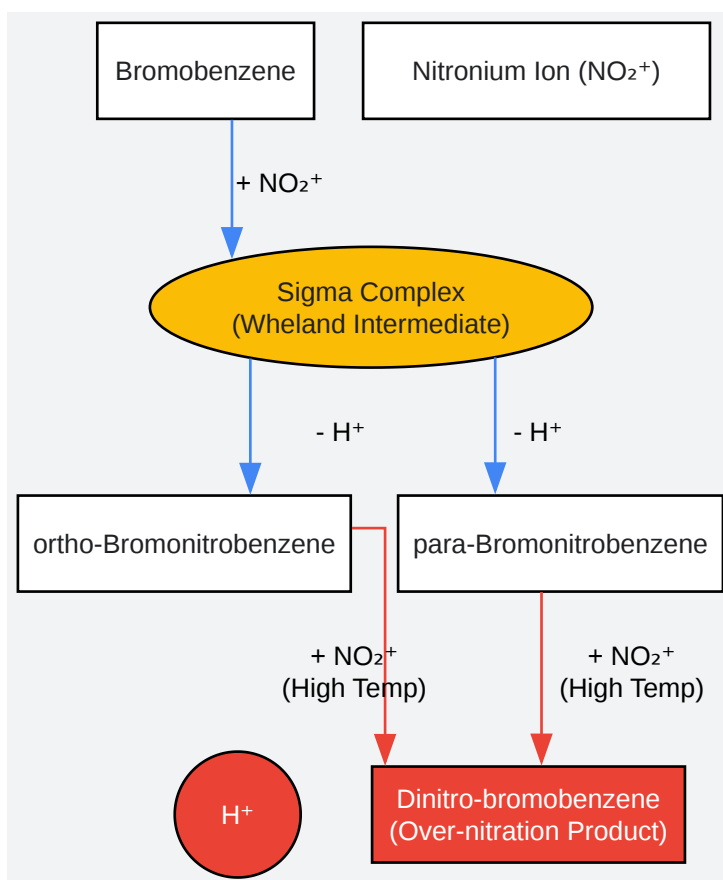 Bromobenzene
Nitronium Ion (NO₂⁺)
+ NO₂⁺
Sigma Complex
(Wheland Intermediate)
- H⁺
- H⁺
ortho-Bromonitrobenzene
para-Bromonitrobenzene
+ NO₂⁺
(High Temp)
+ NO₂⁺
(High Temp)
H⁺
Dinitro-bromobenzene
(Over-nitration Product)